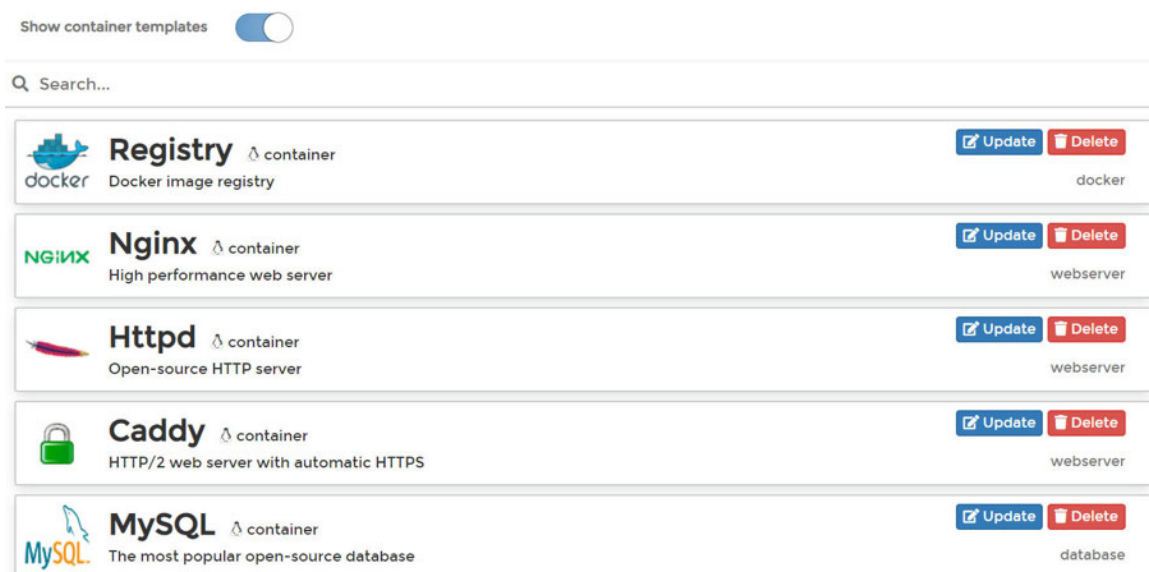 Show container templates
Search...
docker
Registry container
Docker image registry
Update Delete
docker
NGINX
Nginx container
High performance web server
Update Delete
webserver
Httpd container
Open-source HTTP server
Update Delete
webserver
Caddy container
HTTP/2 web server with automatic HTTPS
Update Delete
webserver
MySQL.
MySQL container
The most popular open-source database
Update Delete
database